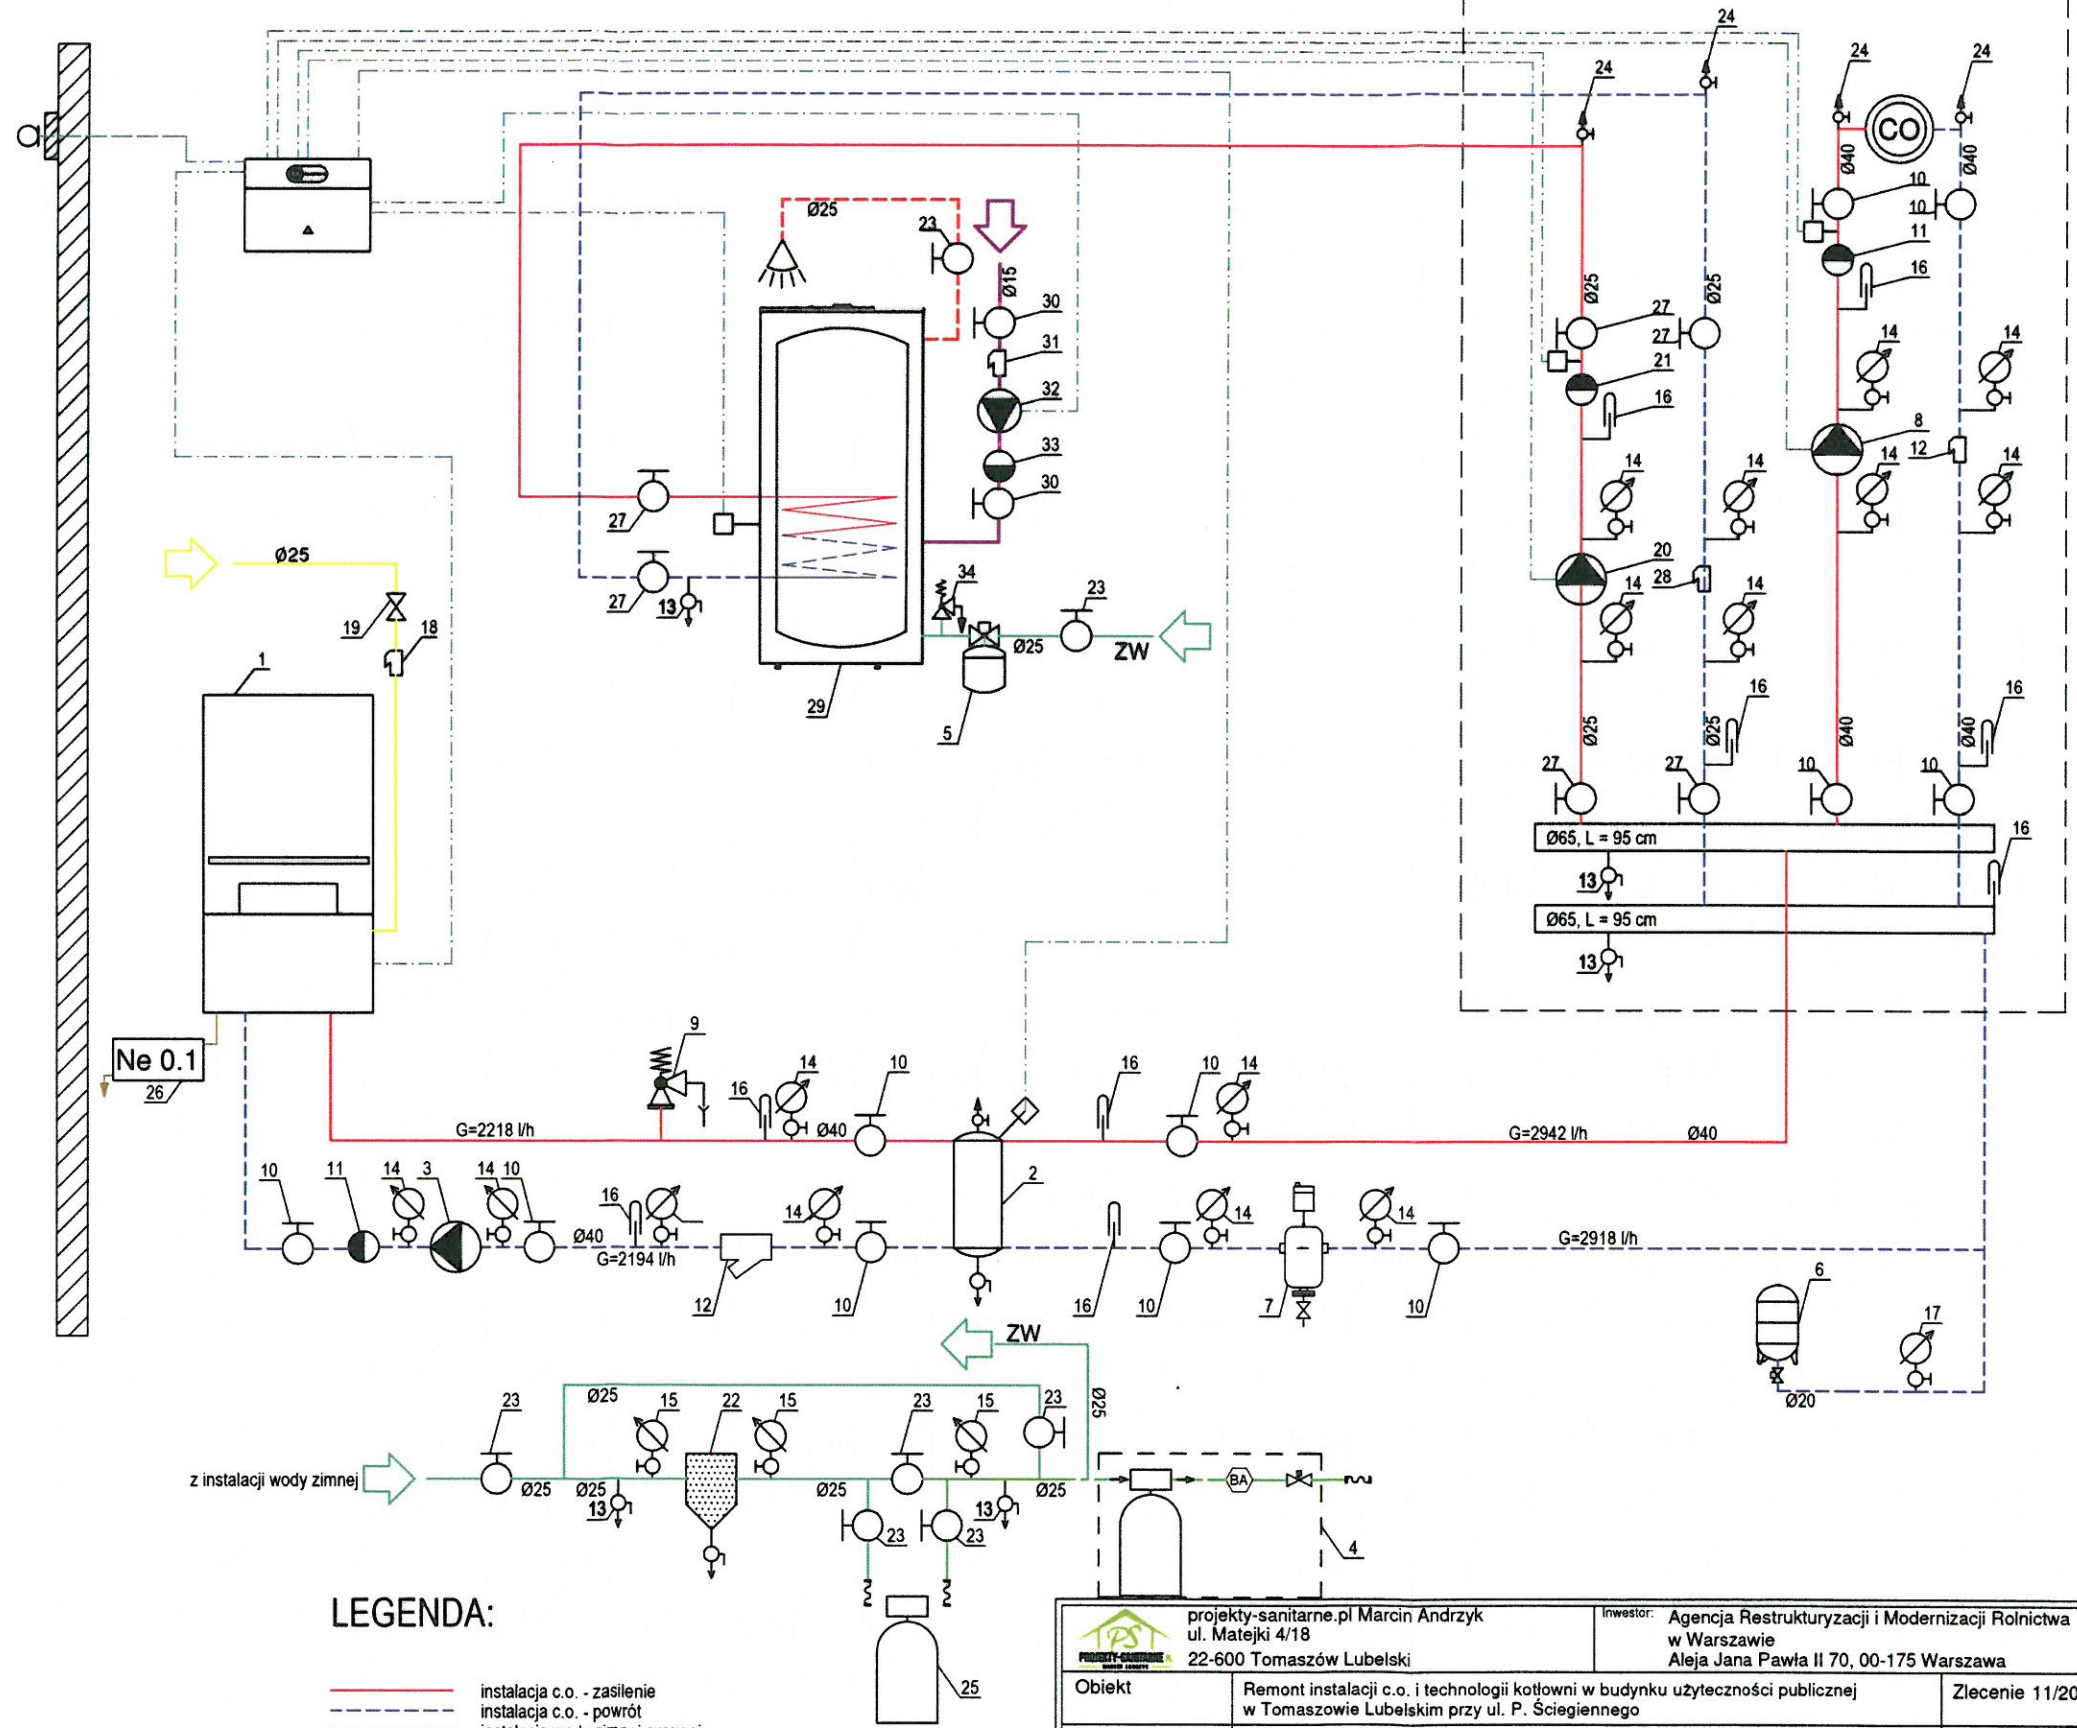 24
24
24
24
CO
Ø40
Ø40
10
10
11
16
Ø25
23
Ø15
30
31
32
33
30
Ø25
Ø25
27
27
21
16
14
14
8
12
14
14
14
14
20
28
14
14
27
27
13
34
23
Ø25
ZW
29
5
Ø25
19
18
1
16
16
Ø25
Ø25
Ø40
Ø40
27
27
10
10
Ø65, L = 95 cm
16
13
Ø65, L = 95 cm
13
Ne 0.1
26
9
16
14
10
16
10
14
G=2218 l/h
Ø40
G=2942 l/h
Ø40
10
11
14
3
14
10
16
Ø40
G=2194 l/h
14
12
10
2
16
10
14
7
14
10
G=2918 l/h
6
17
Ø20
ZW
Ø25
23
Ø25
15
22
15
23
15
23
z instalacji wody zimnej
Ø25
Ø25
13
Ø25
23
23
13
Ø25
BA
4
25
LEGENDA:
instalacja c.o. - zasilenie
instalacja c.o. - powrót
PS
PROJEKTY-SANITARNE
projekty-sanitarne.pl Marcin Andrzyk
ul. Matejki 4/18
22-600 Tomaszów Lubelski
Inwestor: Agencja Restrukturyzacji i Modernizacji Rolnictwa
w Warszawie
Aleja Jana Pawła II 70, 00-175 Warszawa
Obiekt
Remont instalacji c.o. i technologii kotłowni w budynku użyteczności publicznej
w Tomaszowie Lubelskim przy ul. P. Ściegiennego
Zlecenie 11/20